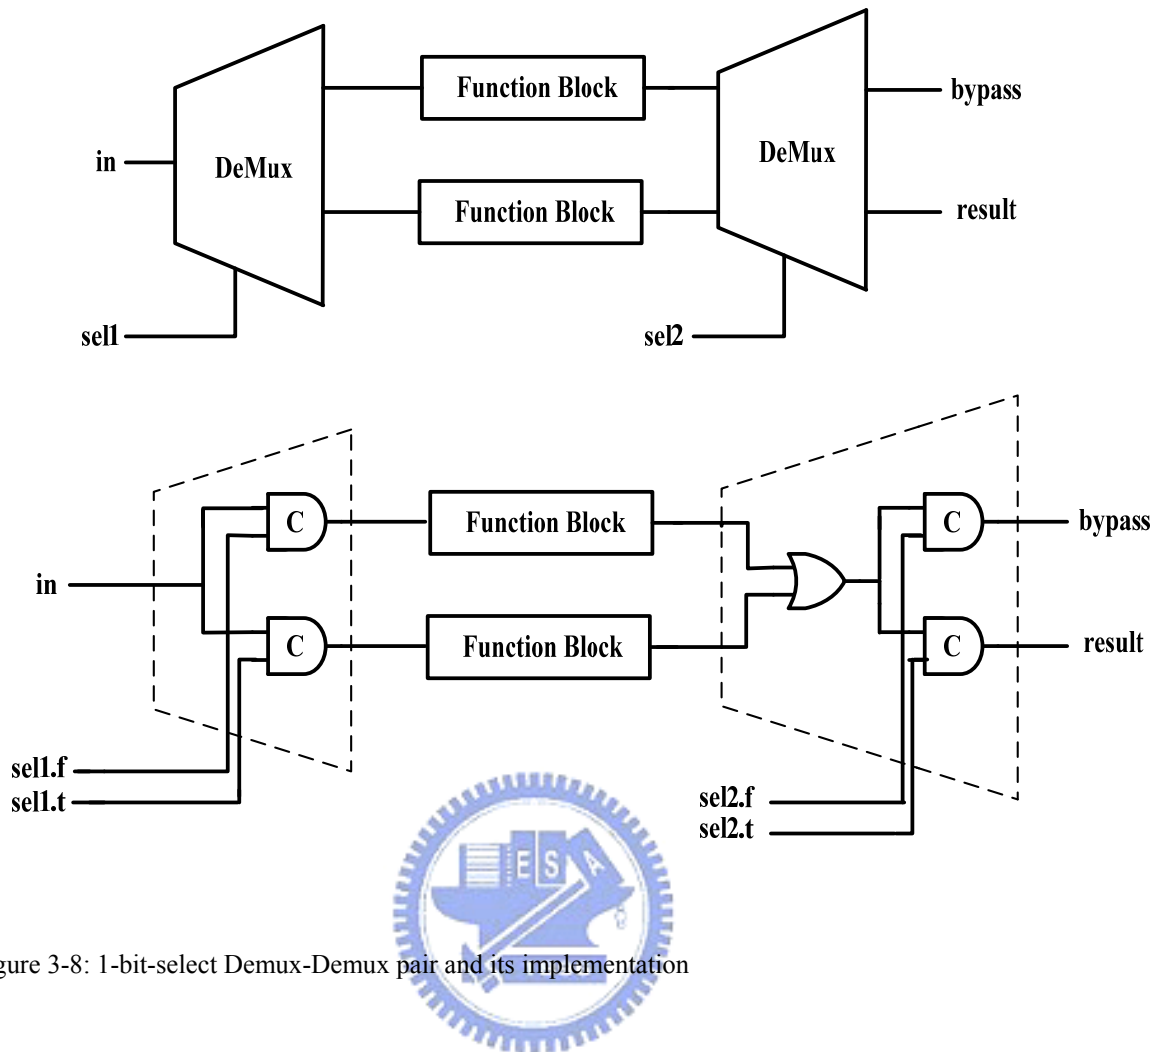 Function Block
bypass
in
DeMux
DeMux
Function Block
result
sel1
sel2
C
Function Block
C
bypass
in
C
Function Block
C
result
sel1.f
sel1.t
sel2.f
sel2.t
E S A
gure 3-8: 1-bit-select Demux-Demux pair and its implementation